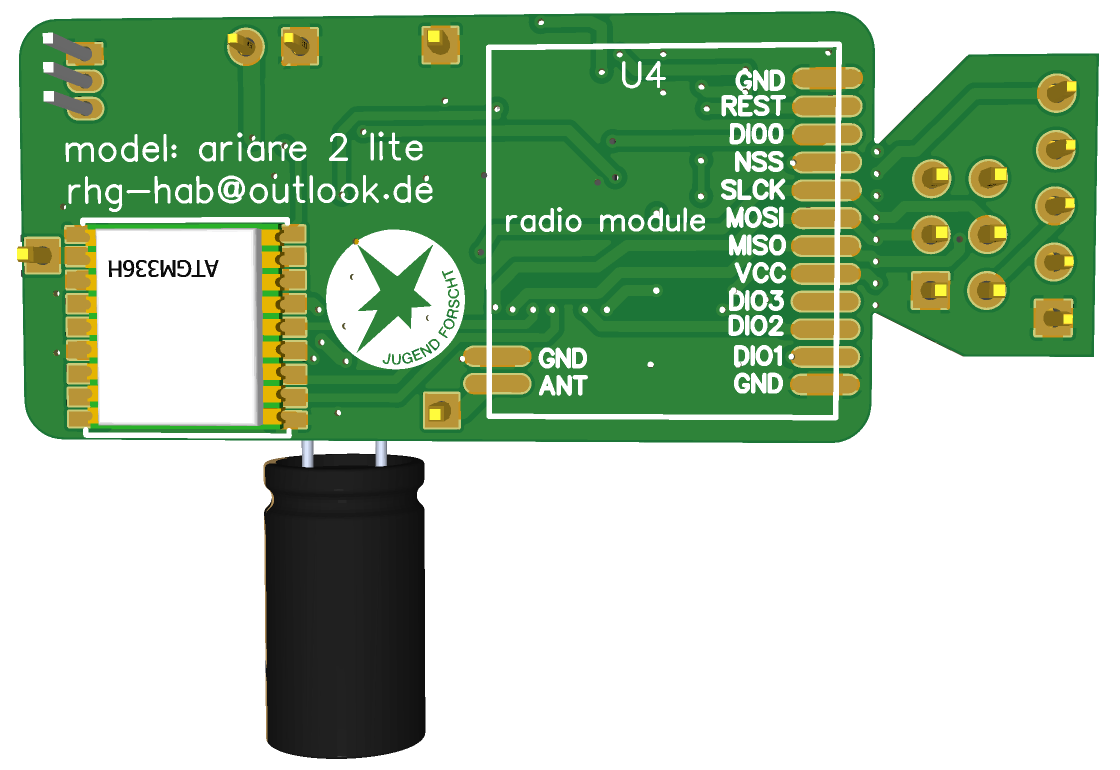 U4
GND
REST
DIO0
model: ariane 2 lite
NSS
rhg-hab@outlook.de
SLCK
radio module
MOSI
MISO
ATGM336H
VCC
DIO3
DIO2
JUGEND FORSCHT
GND
DIO1
ANT
GND